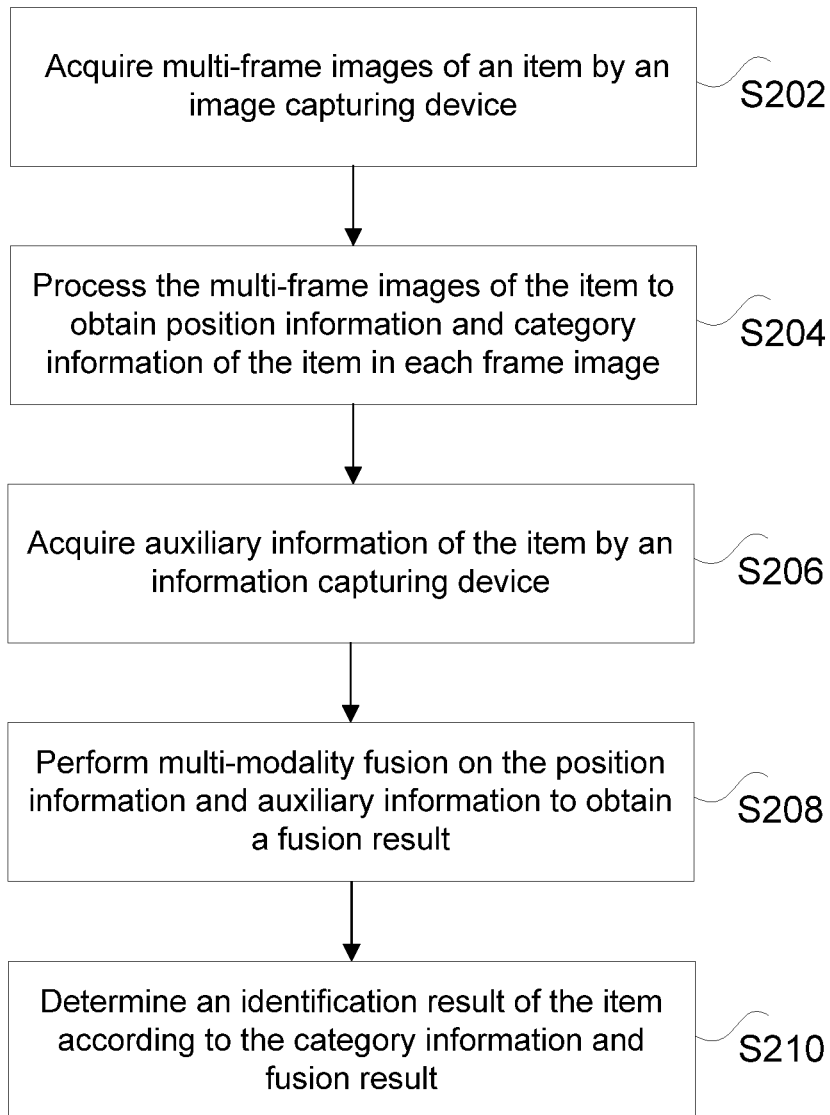 Acquire multi-frame images of an item by an
image capturing device
S202
Process the multi-frame images of the item to
obtain position information and category
information of the item in each frame image
S204
Acquire auxiliary information of the item by an
information capturing device
S206
Perform multi-modality fusion on the position
information and auxiliary information to obtain
a fusion result
S208
Determine an identification result of the item
according to the category information and
fusion result
S210